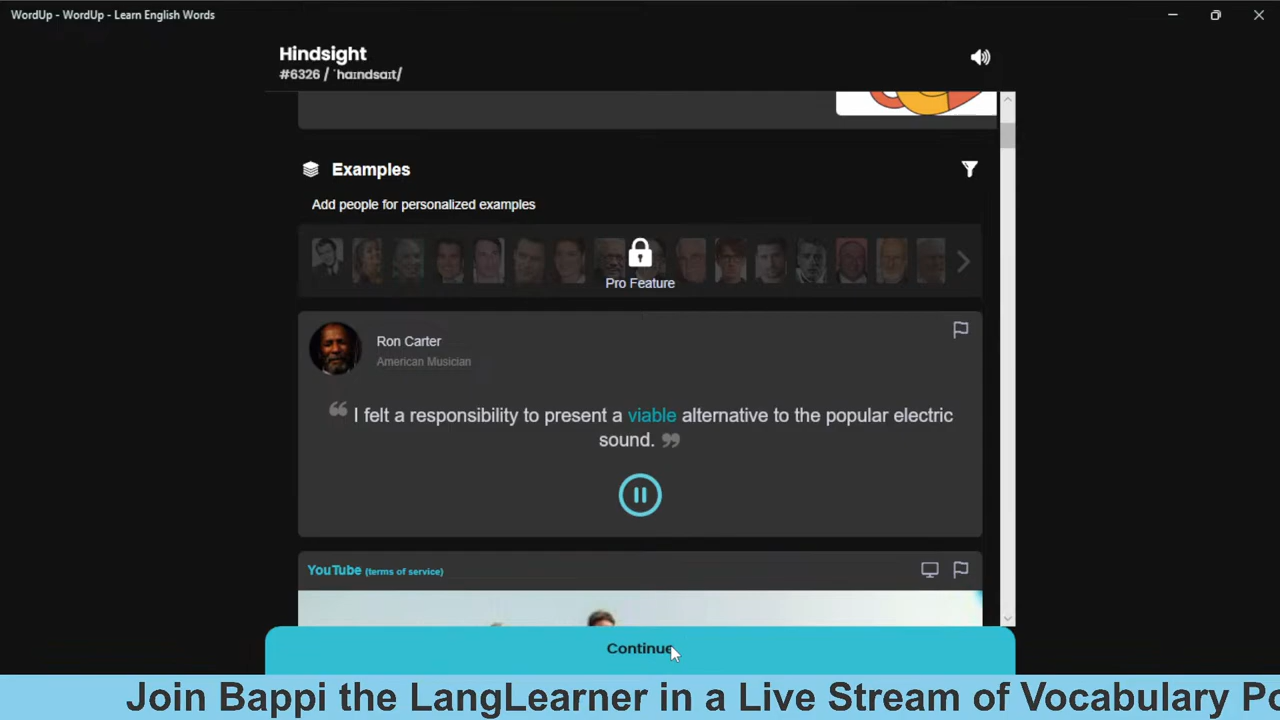 WordUp - WordUp - Learn English Words
Hindsight
#6326 / ˈhaɪndsaɪt/
Examples
Add people for personalized examples
Pro Feature
Ron Carter
American Musician
❝ I felt a responsibility to present a viable alternative to the popular electric
sound. ❞
YouTube (terms of service)
Continue
Join Bappi the LangLearner in a Live Stream of Vocabulary Po